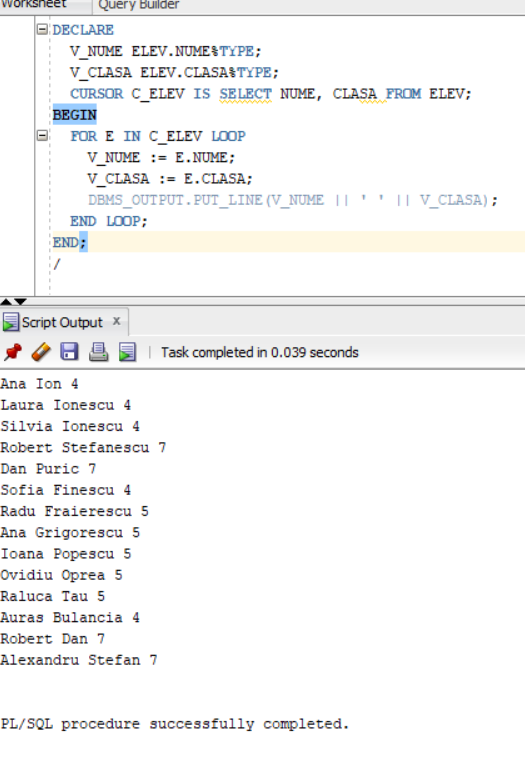 Worksheet Query Builder
DECLARE
V_NUME ELEV.NUME%TYPE;
V_CLASA ELEV.CLASA%TYPE;
CURSOR C_ELEV IS SELECT NUME, CLASA FROM ELEV;
BEGIN
FOR E IN C_ELEV LOOP
V_NUME := E.NUME;
V_CLASA := E.CLASA;
DBMS_OUTPUT.PUT_LINE(V_NUME || ' ' || V_CLASA);
END LOOP;
END;
/
Script Output x
Task completed in 0.039 seconds
Ana Ion 4
Laura Ionescu 4
Silvia Ionescu 4
Robert Stefanescu 7
Dan Puric 7
Sofia Finescu 4
Radu Fraierescu 5
Ana Grigorescu 5
Ioana Popescu 5
Ovidiu Oprea 5
Raluca Tau 5
Auras Bulancia 4
Robert Dan 7
Alexandru Stefan 7
PL/SQL procedure successfully completed.